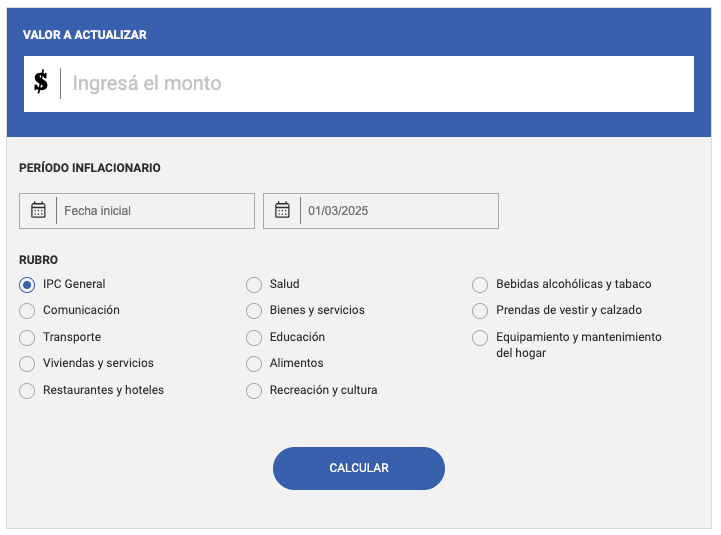 VALOR A ACTUALIZAR
$ Ingresá el monto
PERÍODO INFLACIONARIO
Fecha inicial
01/03/2025
RUBRO
IPC General
Comunicación
Transporte
Viviendas y servicios
Restaurantes y hoteles
Salud
Bienes y servicios
Educación
Alimentos
Recreación y cultura
Bebidas alcohólicas y tabaco
Prendas de vestir y calzado
Equipamiento y mantenimiento
del hogar
CALCULAR